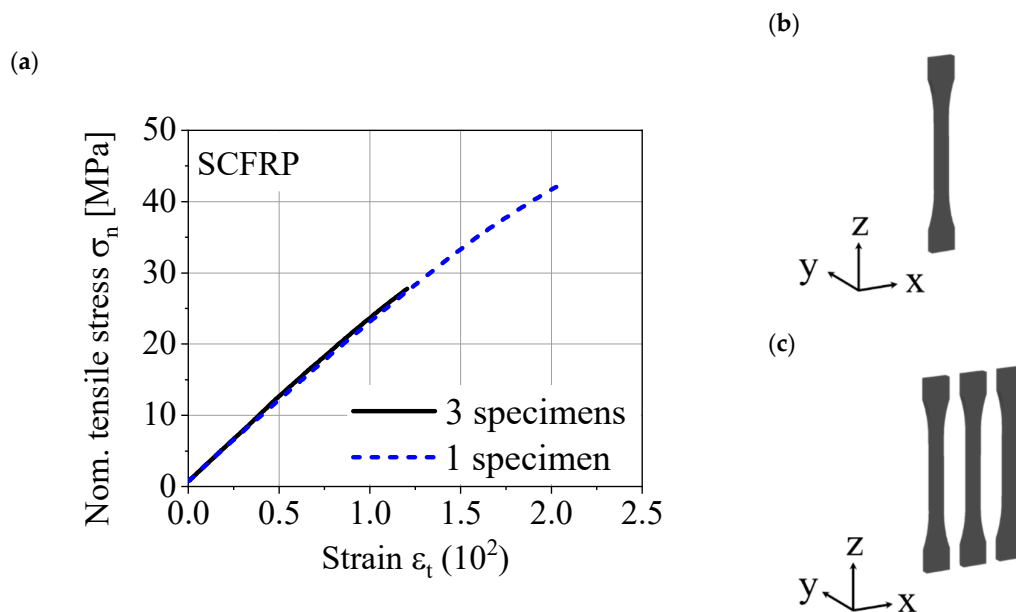 (a)
Nom. tensile stress σn [MPa]
50
40
30
20
10
0
SCFRP
3 specimens
1 specimen
0.0 0.5 1.0 1.5 2.0 2.5
Strain εt (10²)
(b)
z
y
x
(c)
z
y
x